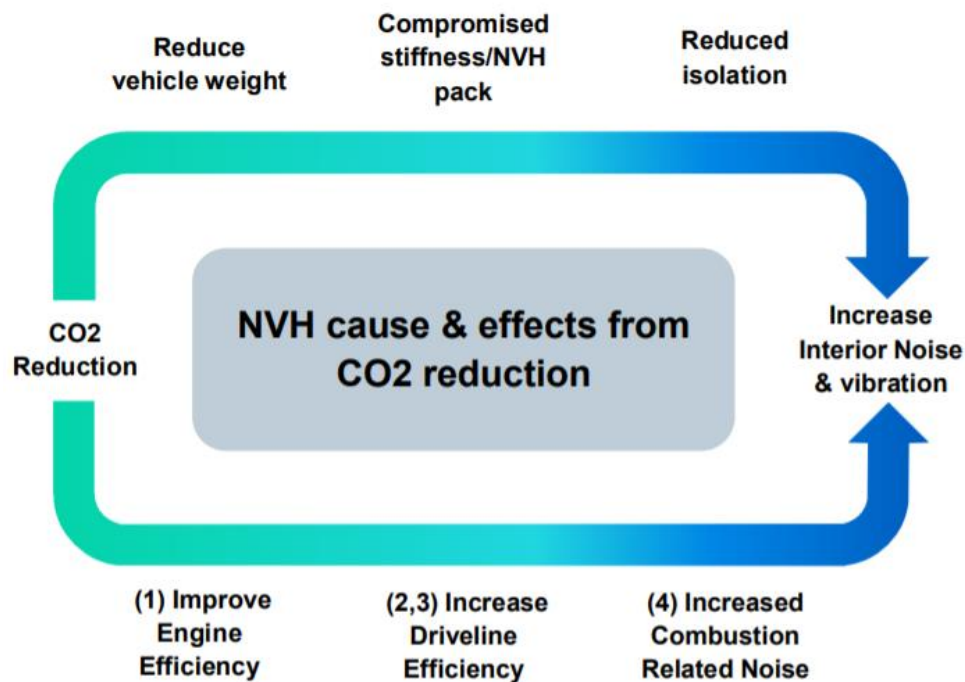 Reduce
vehicle weight
Compromised
stiffness/NVH
pack
Reduced
isolation
NVH cause & effects from
CO2 reduction
CO2
Reduction
Increase
Interior Noise
& vibration
(1) Improve
Engine
Efficiency
(2,3) Increase
Driveline
Efficiency
(4) Increased
Combustion
Related Noise